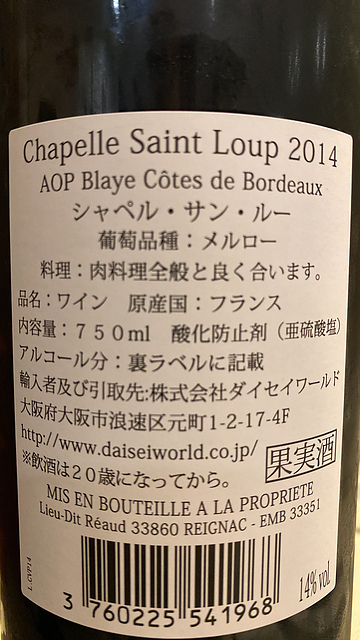 Chapelle Saint Loup 2014
AOP Blaye Côtes de Bordeaux
シャペル・サン・ルー
葡萄品種：メルロー
料理：肉料理全般と良く合います。
品名：ワイン　原産国：フランス
内容量：７５０ml　酸化防止剤（亜硫酸塩）
アルコール分：裏ラベルに記載
輸入者及び引取先:株式会社ダイセイワールド
大阪府大阪市浪速区元町1-2-17-4F
http://www.daiseiworld.co.jp/
果実酒
※飲酒は２０歳になってから。
MIS EN BOUTEILLE A LA PROPRIETE
Lieu-Dit Réaud 33860 REIGNAC - EMB 33351
3 760225 541968
14% vol.